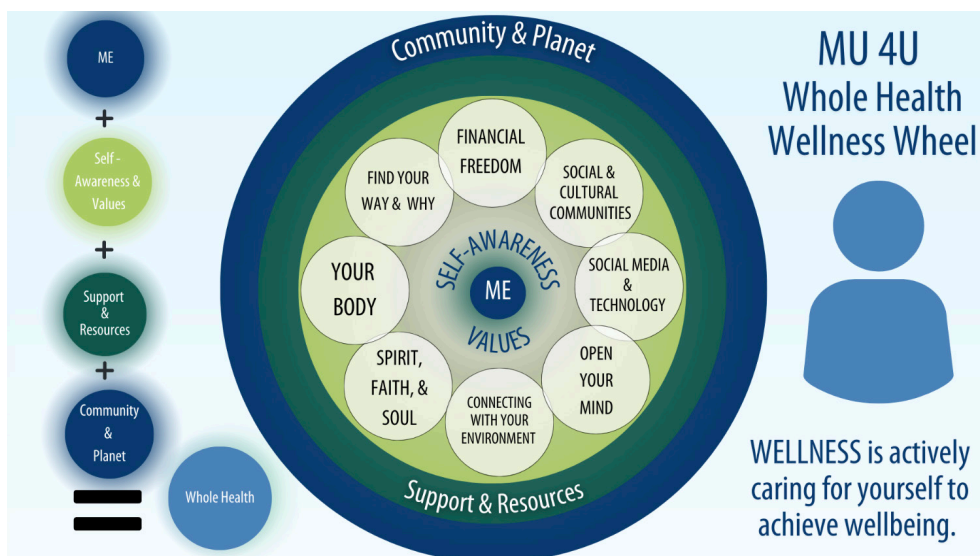 ME
+
Self -
Awareness &
Values
+
Support
&
Resources
+
Community
&
Planet
=
Whole Health
Community & Planet
FINANCIAL
FREEDOM
SOCIAL &
CULTURAL
COMMUNITIES
SOCIAL MEDIA
&
TECHNOLOGY
OPEN
YOUR
MIND
CONNECTING
WITH YOUR
ENVIRONMENT
SPIRIT,
FAITH, &
SOUL
YOUR
BODY
FIND YOUR
WAY & WHY
SELF-AWARENESS
ME
VALUES
Support & Resources
MU 4U
Whole Health
Wellness Wheel
WELLNESS is actively
caring for yourself to
achieve wellbeing.